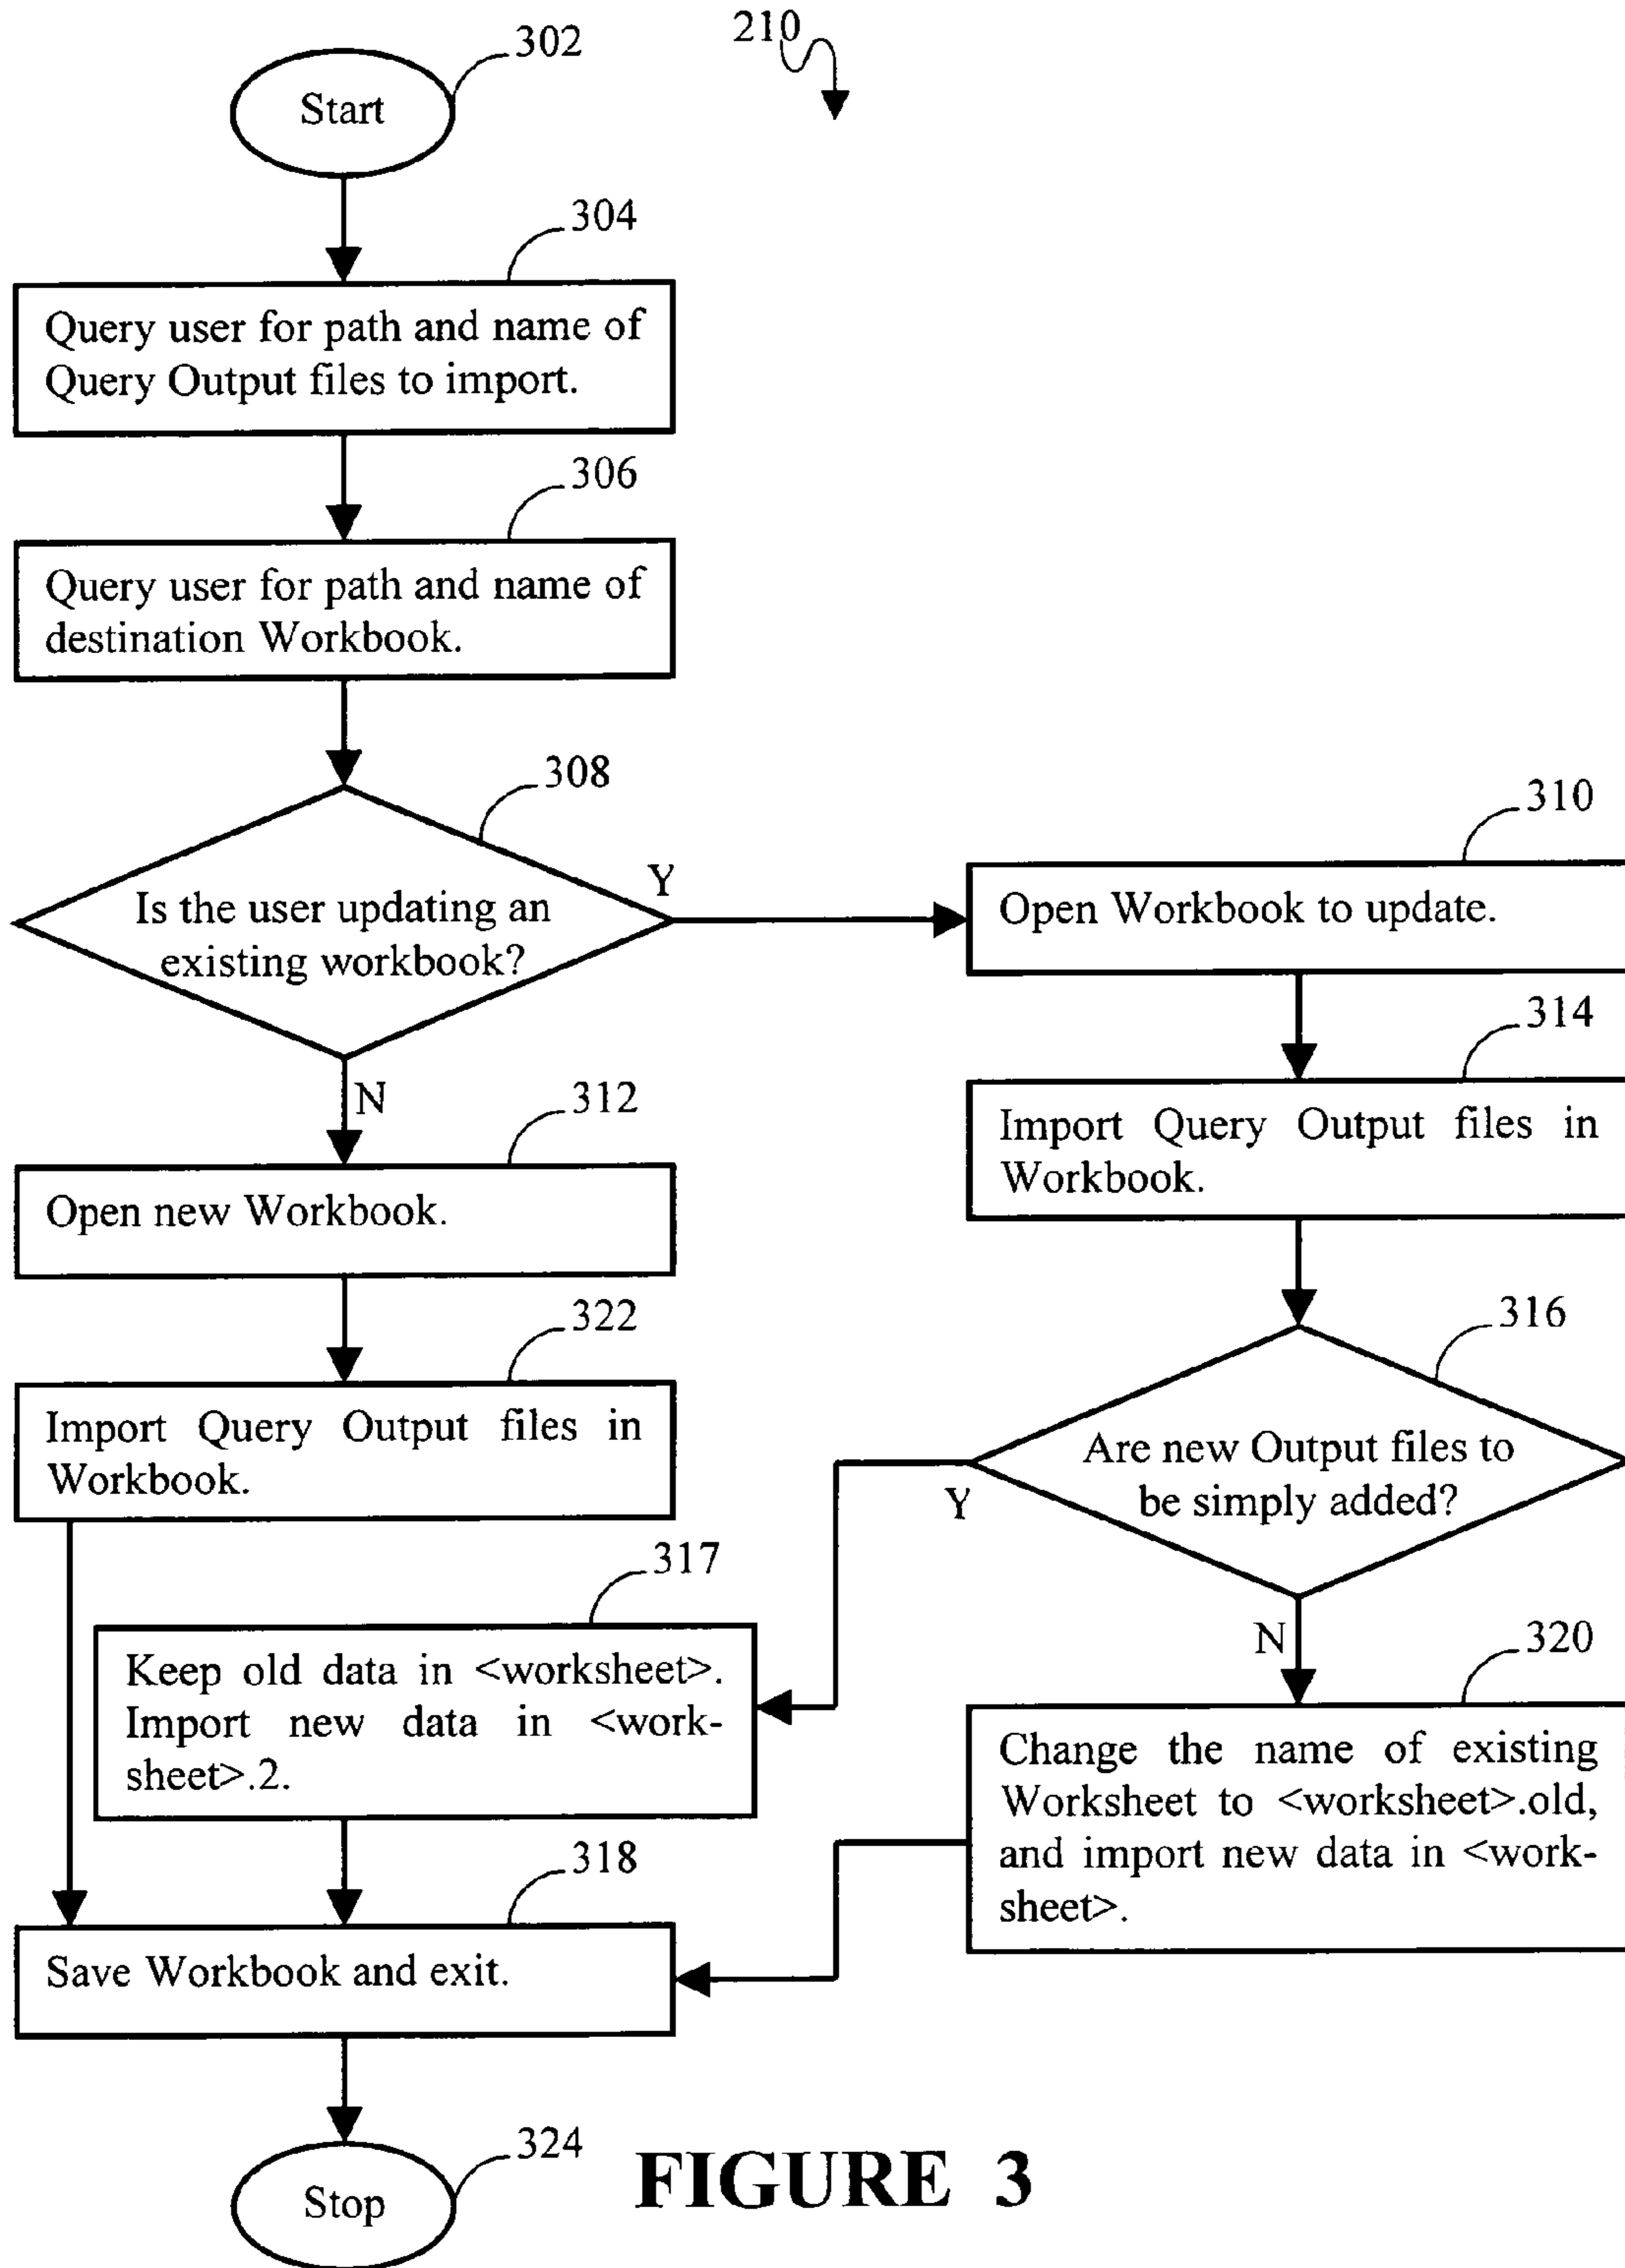 302
210
Start
304
Query user for path and name of
Query Output files to import.
306
Query user for path and name of
destination Workbook.
308
Is the user updating an
existing workbook?
Y
N
310
Open Workbook to update.
314
Import Query Output files in
Workbook.
312
Open new Workbook.
322
Import Query Output files in
Workbook.
316
Are new Output files to
be simply added?
Y
N
317
Keep old data in <worksheet>.
Import new data in <work-
sheet>.2.
320
Change the name of existing
Worksheet to <worksheet>.old,
and import new data in <work-
sheet>.
318
Save Workbook and exit.
324
Stop
FIGURE 3